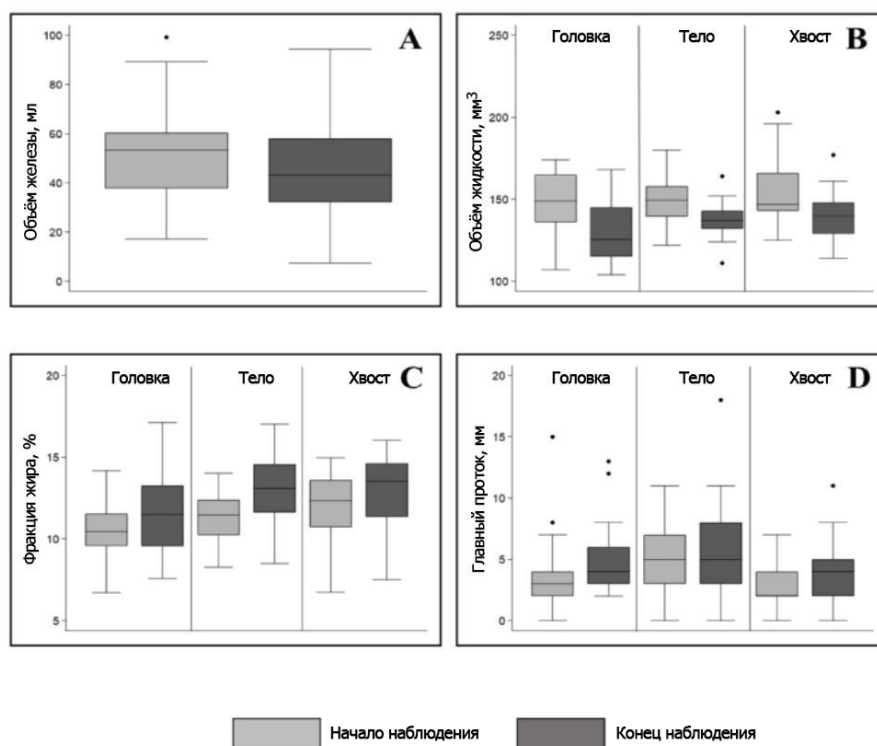 A
Объём железы, мл
100
80
60
40
20
0
B
Головка
Тело
Хвост
Объём жидкости, мм³
250
200
150
100
C
Головка
Тело
Хвост
Фракция жира, %
20
15
10
5
D
Головка
Тело
Хвост
Главный проток, мм
20
15
10
5
0
Начало наблюдения
Конец наблюдения